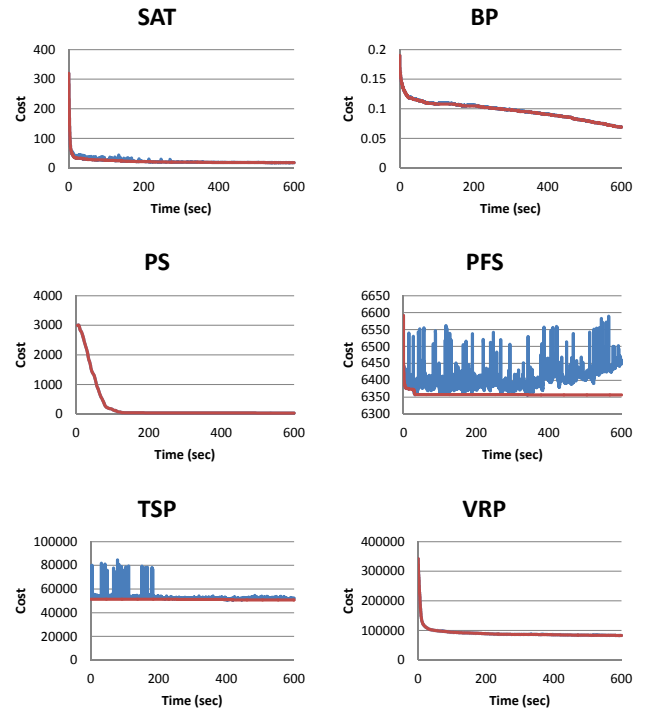 SAT
400
300
200
100
0
Cost
0 200 400 600
Time (sec)
BP
0.2
0.15
0.1
0.05
0
Cost
0 200 400 600
Time (sec)
PS
4000
3000
2000
1000
0
Cost
0 200 400 600
Time (sec)
PFS
6650
6600
6550
6500
6450
6400
6350
6300
Cost
0 200 400 600
Time (sec)
TSP
100000
80000
60000
40000
20000
0
Cost
0 200 400 600
Time (sec)
VRP
400000
300000
200000
100000
0
Cost
0 200 400 600
Time (sec)